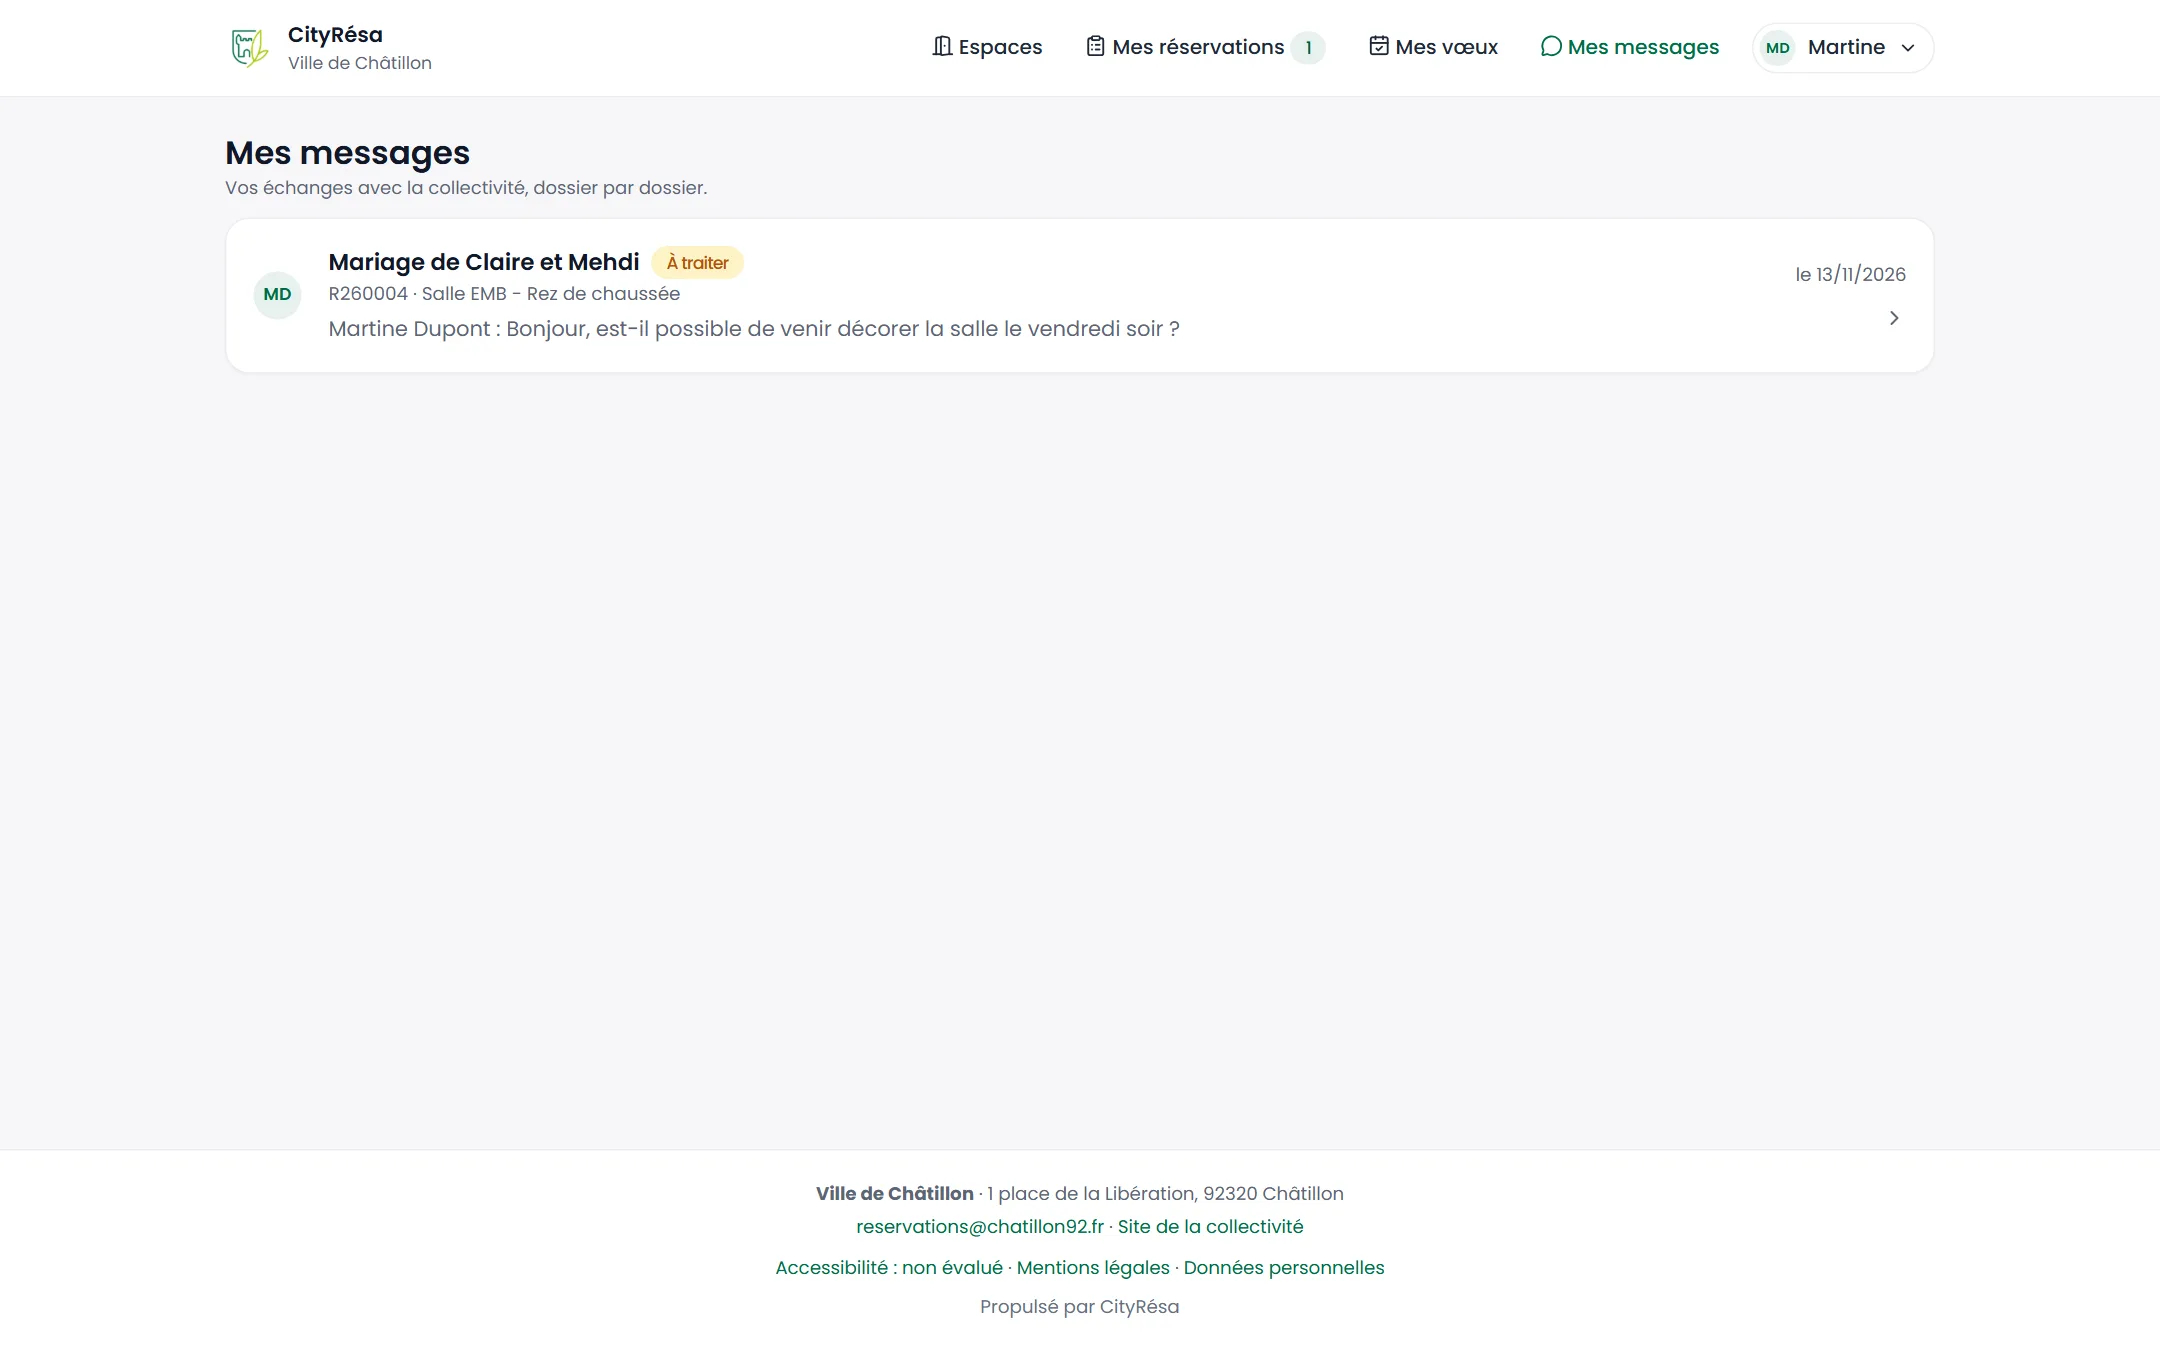 CityRésa
Ville de Châtillon
Espaces
Mes réservations 1
Mes vœux
Mes messages
MD Martine
Mes messages
Vos échanges avec la collectivité, dossier par dossier.
MD
Mariage de Claire et Mehdi À traiter
R260004 · Salle EMB - Rez de chaussée
Martine Dupont : Bonjour, est-il possible de venir décorer la salle le vendredi soir ?
le 13/11/2026
Ville de Châtillon · 1 place de la Libération, 92320 Châtillon
reservations@chatillon92.fr · Site de la collectivité
Accessibilité : non évalué · Mentions légales · Données personnelles
Propulsé par CityRésa